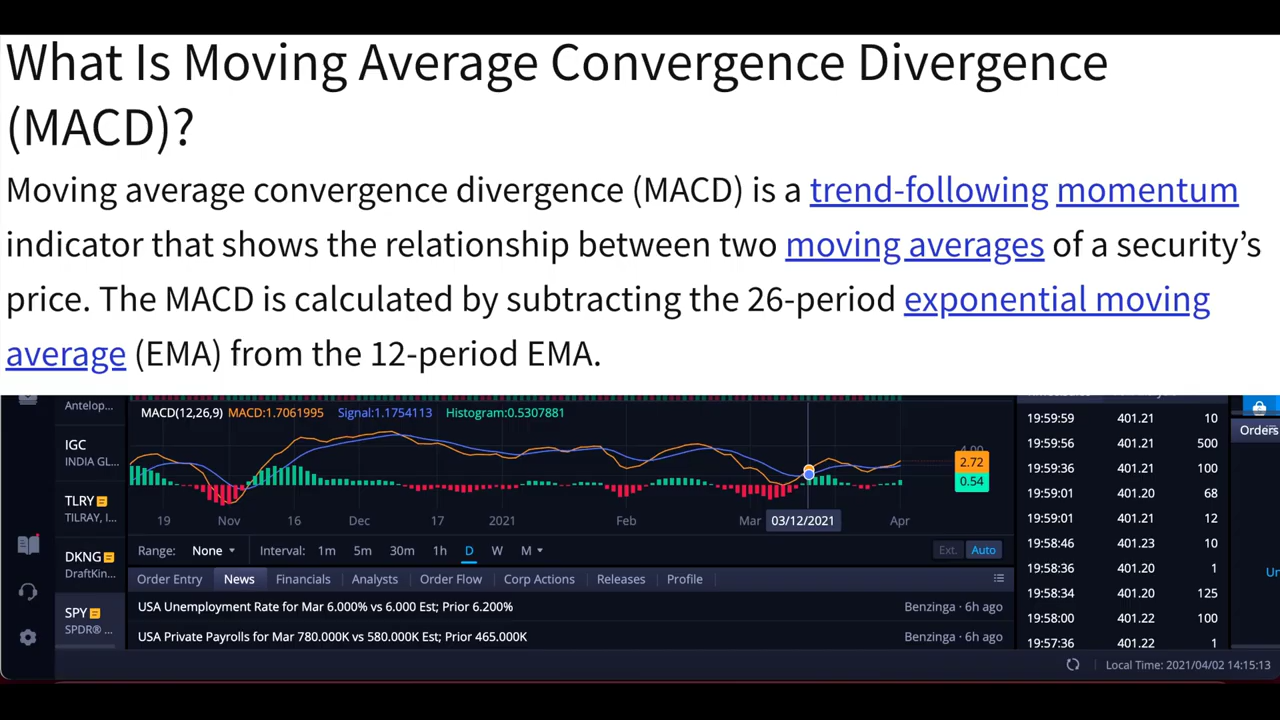 What Is Moving Average Convergence Divergence
(MACD)?
Moving average convergence divergence (MACD) is a trend-following momentum
indicator that shows the relationship between two moving averages of a security’s
price. The MACD is calculated by subtracting the 26-period exponential moving
average (EMA) from the 12-period EMA.
Antelop...
IGC
INDIA GL...
TLRY
TILRAY, I...
DKNG
DraftKin...
SPY
SPDR® ...
MACD(12,26,9) MACD:1.7061995 Signal:1.1754113 Histogram:0.5307881
4.00
2.72
0.54
19 Nov 16 Dec 17 2021 Feb Mar 03/12/2021 Apr
Range: None Interval: 1m 5m 30m 1h D W M Ext. Auto
Order Entry News Financials Analysts Order Flow Corp Actions Releases Profile
USA Unemployment Rate for Mar 6.000% vs 6.000 Est; Prior 6.200% Benzinga · 6h ago
USA Private Payrolls for Mar 780.000K vs 580.000K Est; Prior 465.000K Benzinga · 6h ago
19:59:59 401.21 10
19:59:56 401.21 500
19:59:36 401.21 100
19:59:01 401.20 68
19:59:01 401.21 12
19:58:46 401.23 10
19:58:36 401.20 1
19:58:34 401.20 125
19:58:00 401.22 100
19:57:36 401.22 1
Orders
Un
Local Time: 2021/04/02 14:15:13